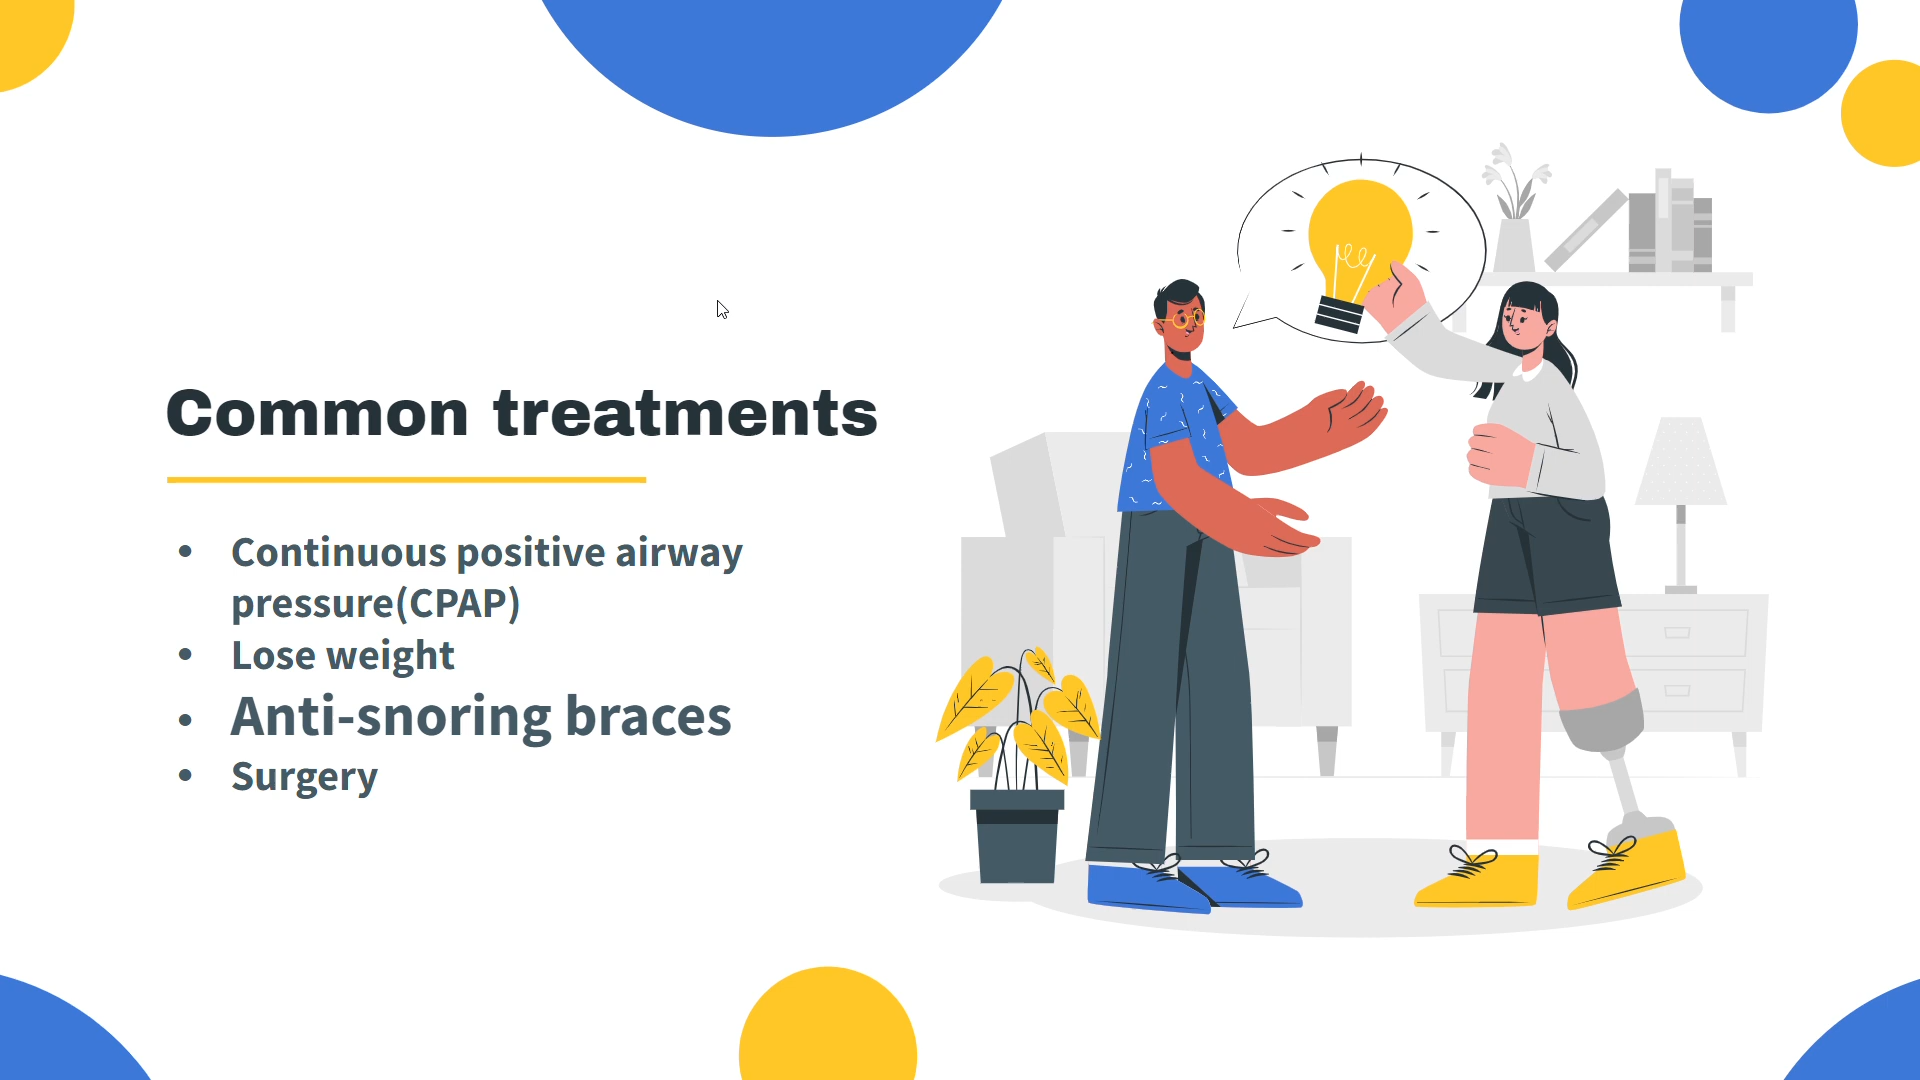 Common treatments
• Continuous positive airway
pressure(CPAP)
• Lose weight
• Anti-snoring braces
• Surgery